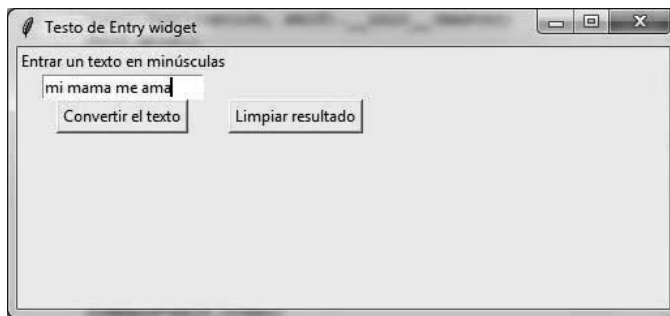 Testo de Entry widget
Entrar un texto en minúsculas
mi mama me ama
Convertir el texto
Limpiar resultado